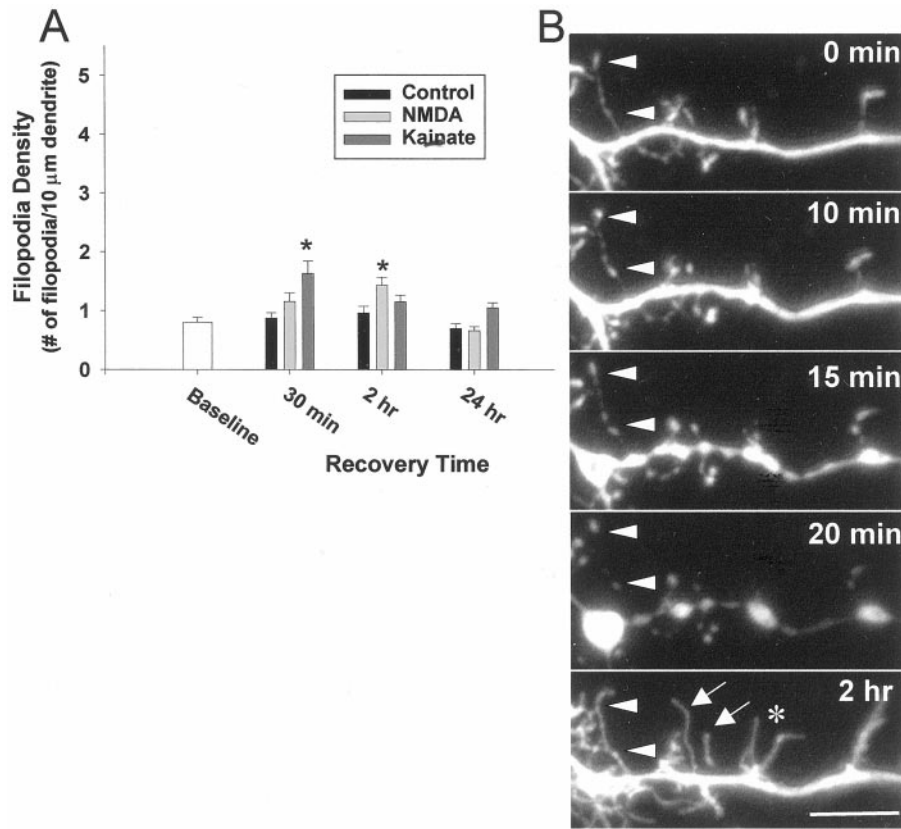 A
Filopodia Density
(# of filopodia/10 μm dendrite)
5
4
3
2
1
0
Control
NMDA
Kainate
*
*
Baseline
30 min
2 hr
24 hr
Recovery Time
B
0 min
10 min
15 min
20 min
2 hr
*